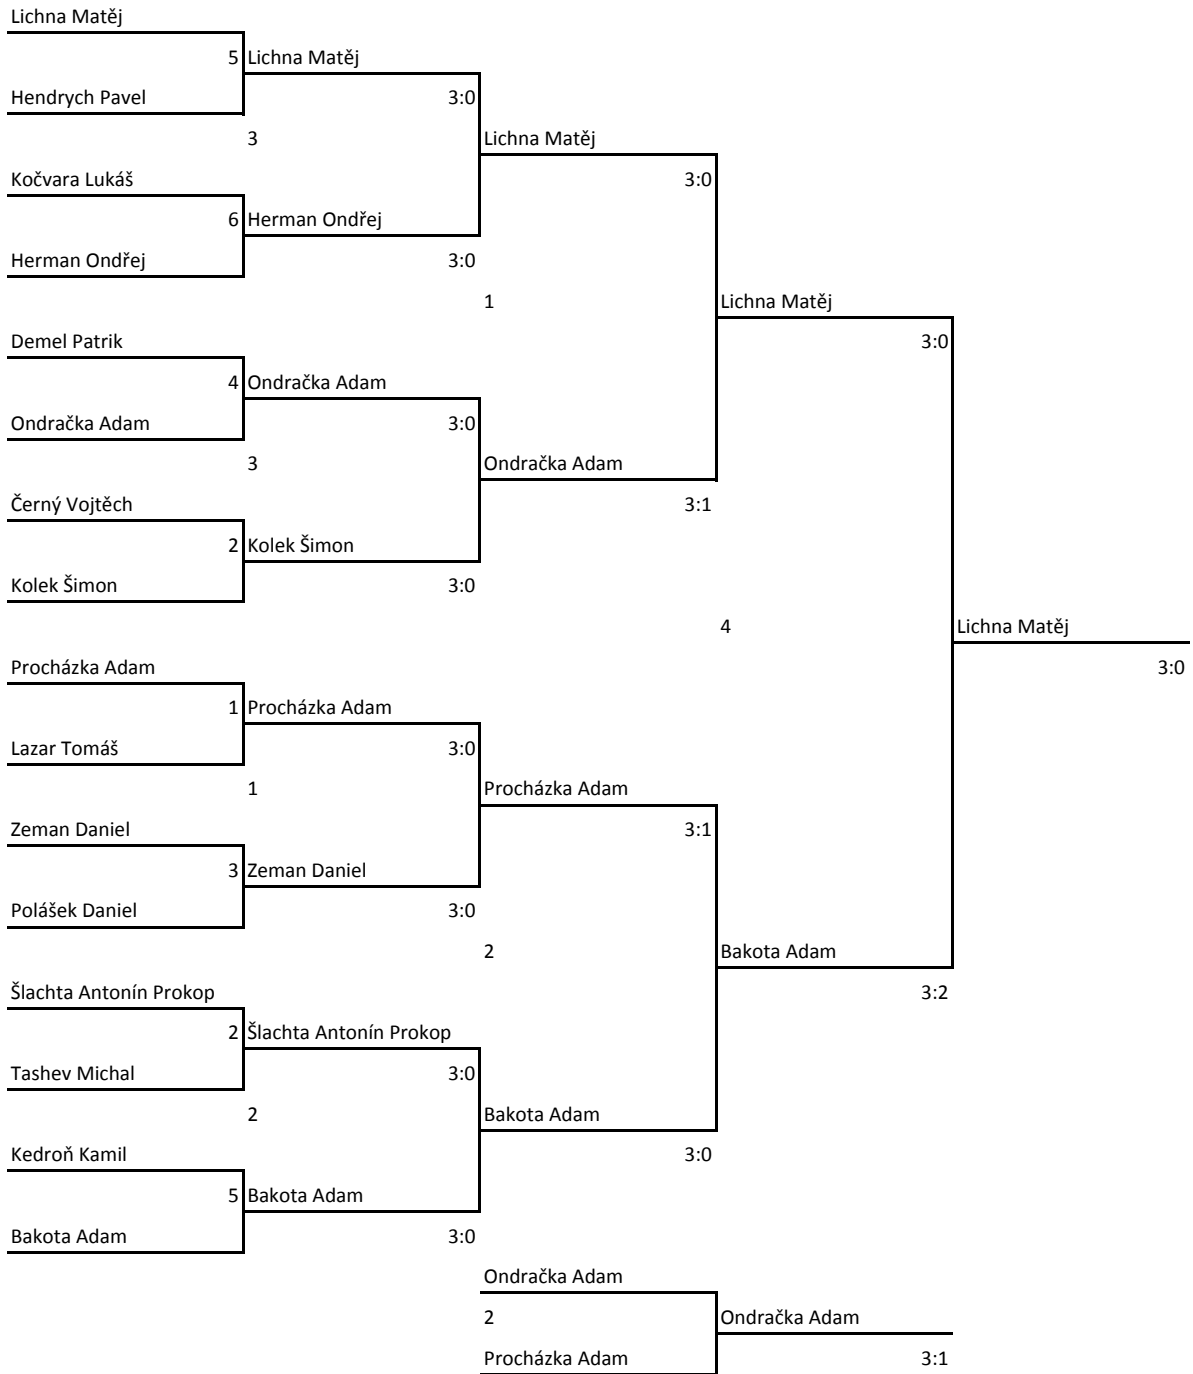 Lichna Matěj
5 Lichna Matěj
Hendrych Pavel 3:0
3 Lichna Matěj
Kočvara Lukáš 3:0
6 Herman Ondřej
Herman Ondřej 3:0
1 Lichna Matěj
Demel Patrik 3:0
4 Ondračka Adam
Ondračka Adam 3:0
3 Ondračka Adam
Černý Vojtěch 3:1
2 Kolek Šimon
Kolek Šimon 3:0
4 Lichna Matěj
Procházka Adam 3:0
1 Procházka Adam
Lazar Tomáš 3:0
1 Procházka Adam
Zeman Daniel 3:1
3 Zeman Daniel
Polášek Daniel 3:0
2 Bakota Adam
Šlachta Antonín Prokop 3:2
2 Šlachta Antonín Prokop
Tashev Michal 3:0
2 Bakota Adam
Kedroň Kamil 3:0
5 Bakota Adam
Bakota Adam 3:0
Ondračka Adam
2 Ondračka Adam
Procházka Adam 3:1